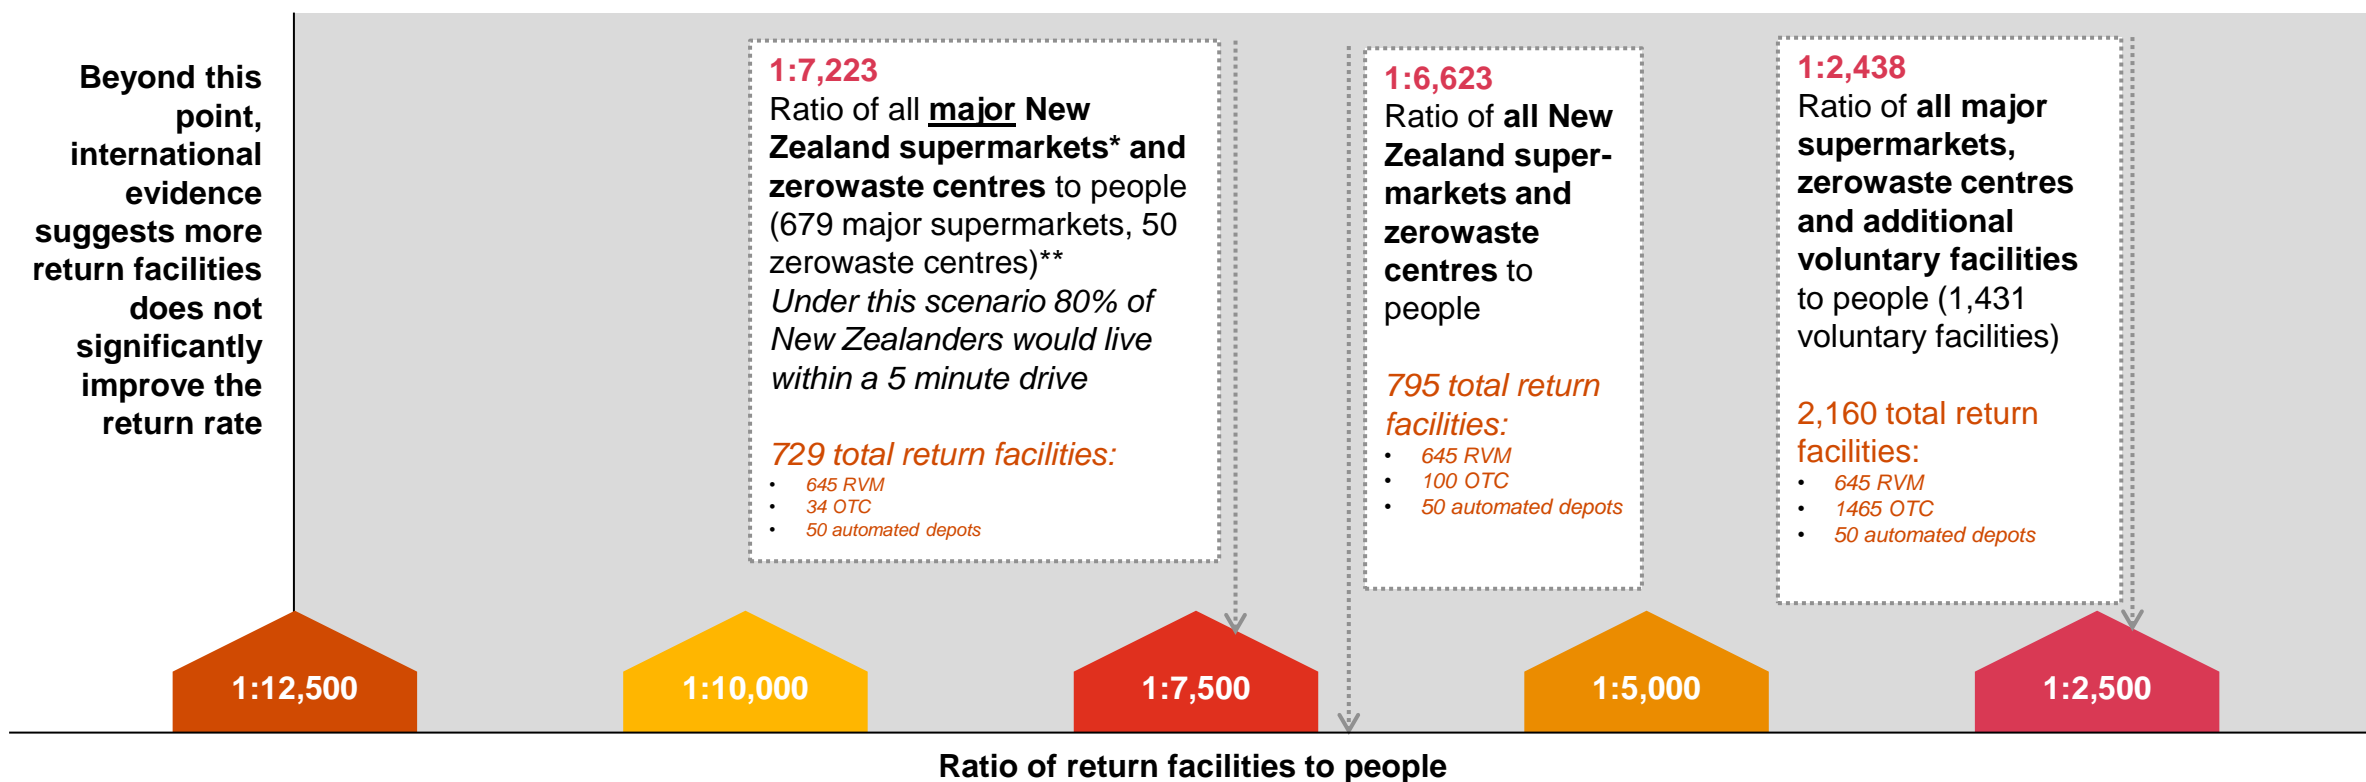 Beyond this
point,
international
evidence
suggests more
return facilities
does not
significantly
improve the
return rate
1:7,223
Ratio of all major New
Zealand supermarkets* and
zerowaste centres to people
(679 major supermarkets, 50
zerowaste centres)**
Under this scenario 80% of
New Zealanders would live
within a 5 minute drive
729 total return facilities:
• 645 RVM
• 34 OTC
• 50 automated depots
1:6,623
Ratio of all New
Zealand super-
markets and
zerowaste
centres to
people
795 total return
facilities:
• 645 RVM
• 100 OTC
• 50 automated depots
1:2,438
Ratio of all major
supermarkets,
zerowaste centres
and additional
voluntary facilities
to people (1,431
voluntary facilities)
2,160 total return
facilities:
• 645 RVM
• 1465 OTC
• 50 automated depots
1:12,500
1:10,000
1:7,500
1:5,000
1:2,500
Ratio of return facilities to people